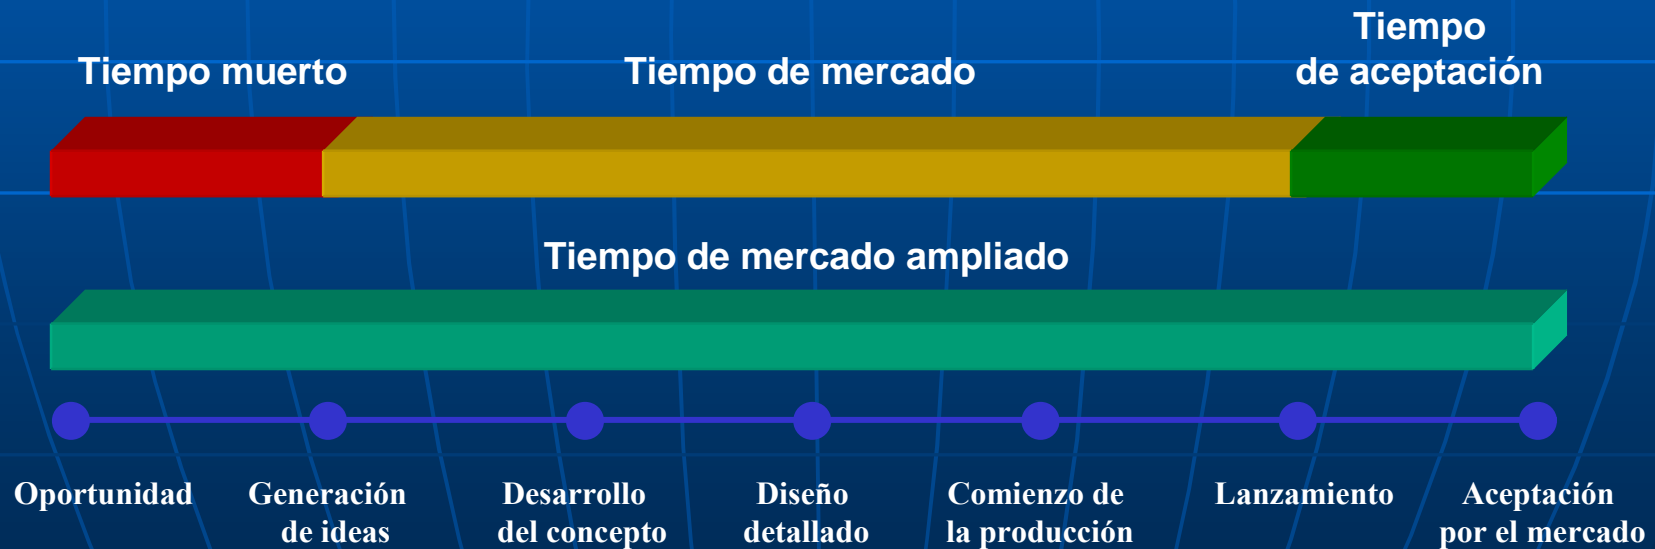 Tiempo muerto
Tiempo de mercado
Tiempo
de aceptación
Tiempo de mercado ampliado
Oportunidad
Generación
de ideas
Desarrollo
del concepto
Diseño
detallado
Comienzo de
la producción
Lanzamiento
Aceptación
por el mercado